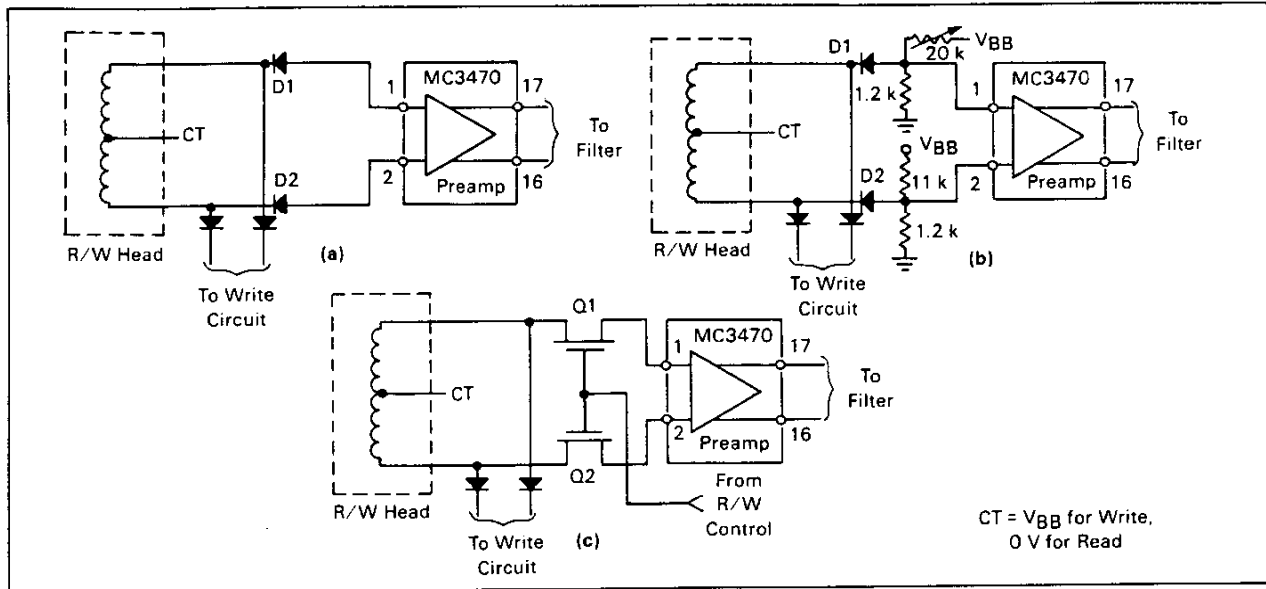 (a)
D1
MC3470
1
17
CT
To
Filter
D2
2
16
Preamp
R/W Head
To Write
Circuit
(b)
D1
20 k
VBB
MC3470
1.2 k
1
17
CT
VBB
To
Filter
D2
11 k
2
16
Preamp
1.2 k
R/W Head
To Write
Circuit
Q1
MC3470
1
17
CT
To
Filter
2
16
Preamp
Q2
From
R/W
Control
R/W Head
To Write
Circuit
(c)
CT = VBB for Write,
0 V for Read